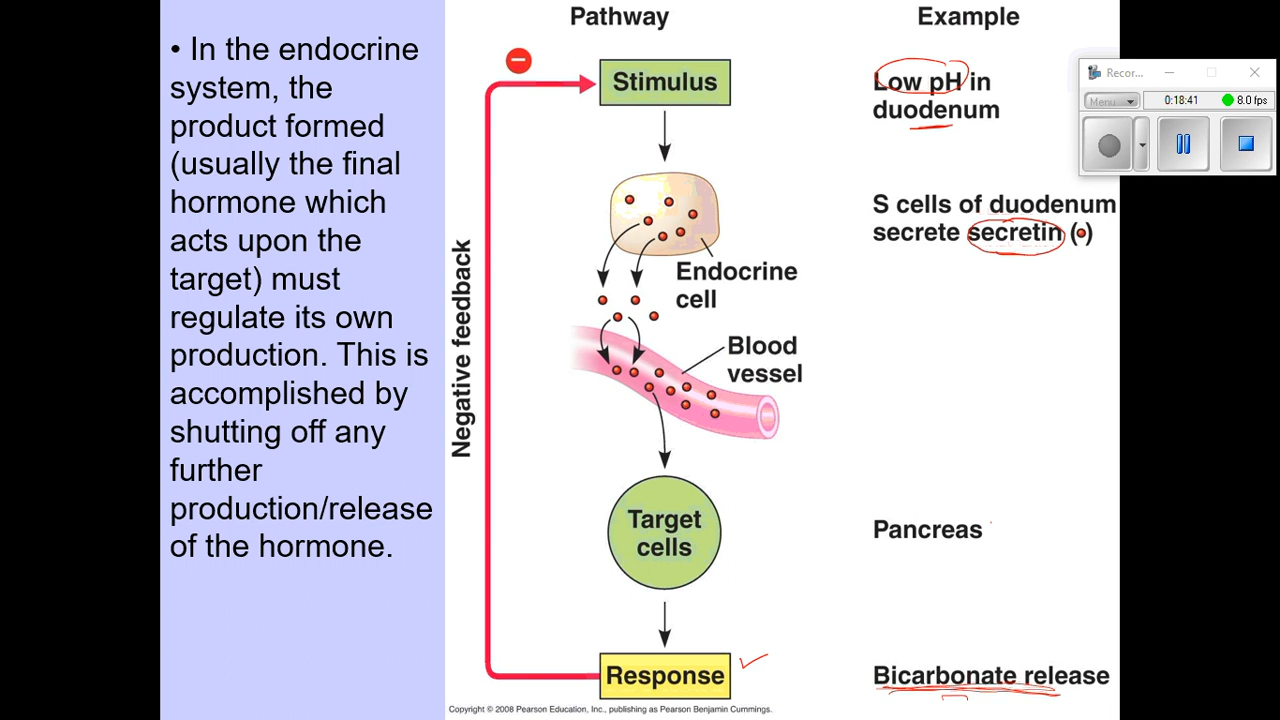 • In the endocrine
system, the
product formed
(usually the final
hormone which
acts upon the
target) must
regulate its own
production. This is
accomplished by
shutting off any
further
production/release
of the hormone.
Pathway
Example
Stimulus
Low pH in
duodenum
Endocrine
cell
S cells of duodenum
secrete secretin (•)
Blood
vessel
Negative feedback
Target
cells
Pancreas
Response
Bicarbonate release
Copyright © 2008 Pearson Education, Inc., publishing as Pearson Benjamin Cummings.
Recor...
Menu
0:18:41
8.0 fps